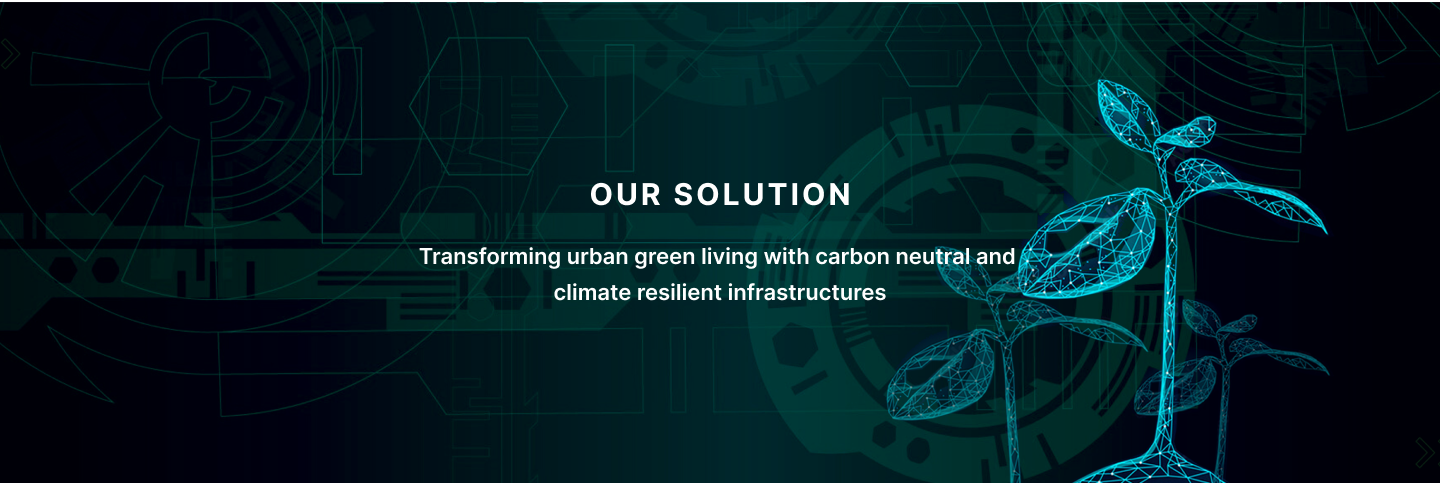 OUR SOLUTION
Transforming urban green living with carbon neutral and
climate resilient infrastructures